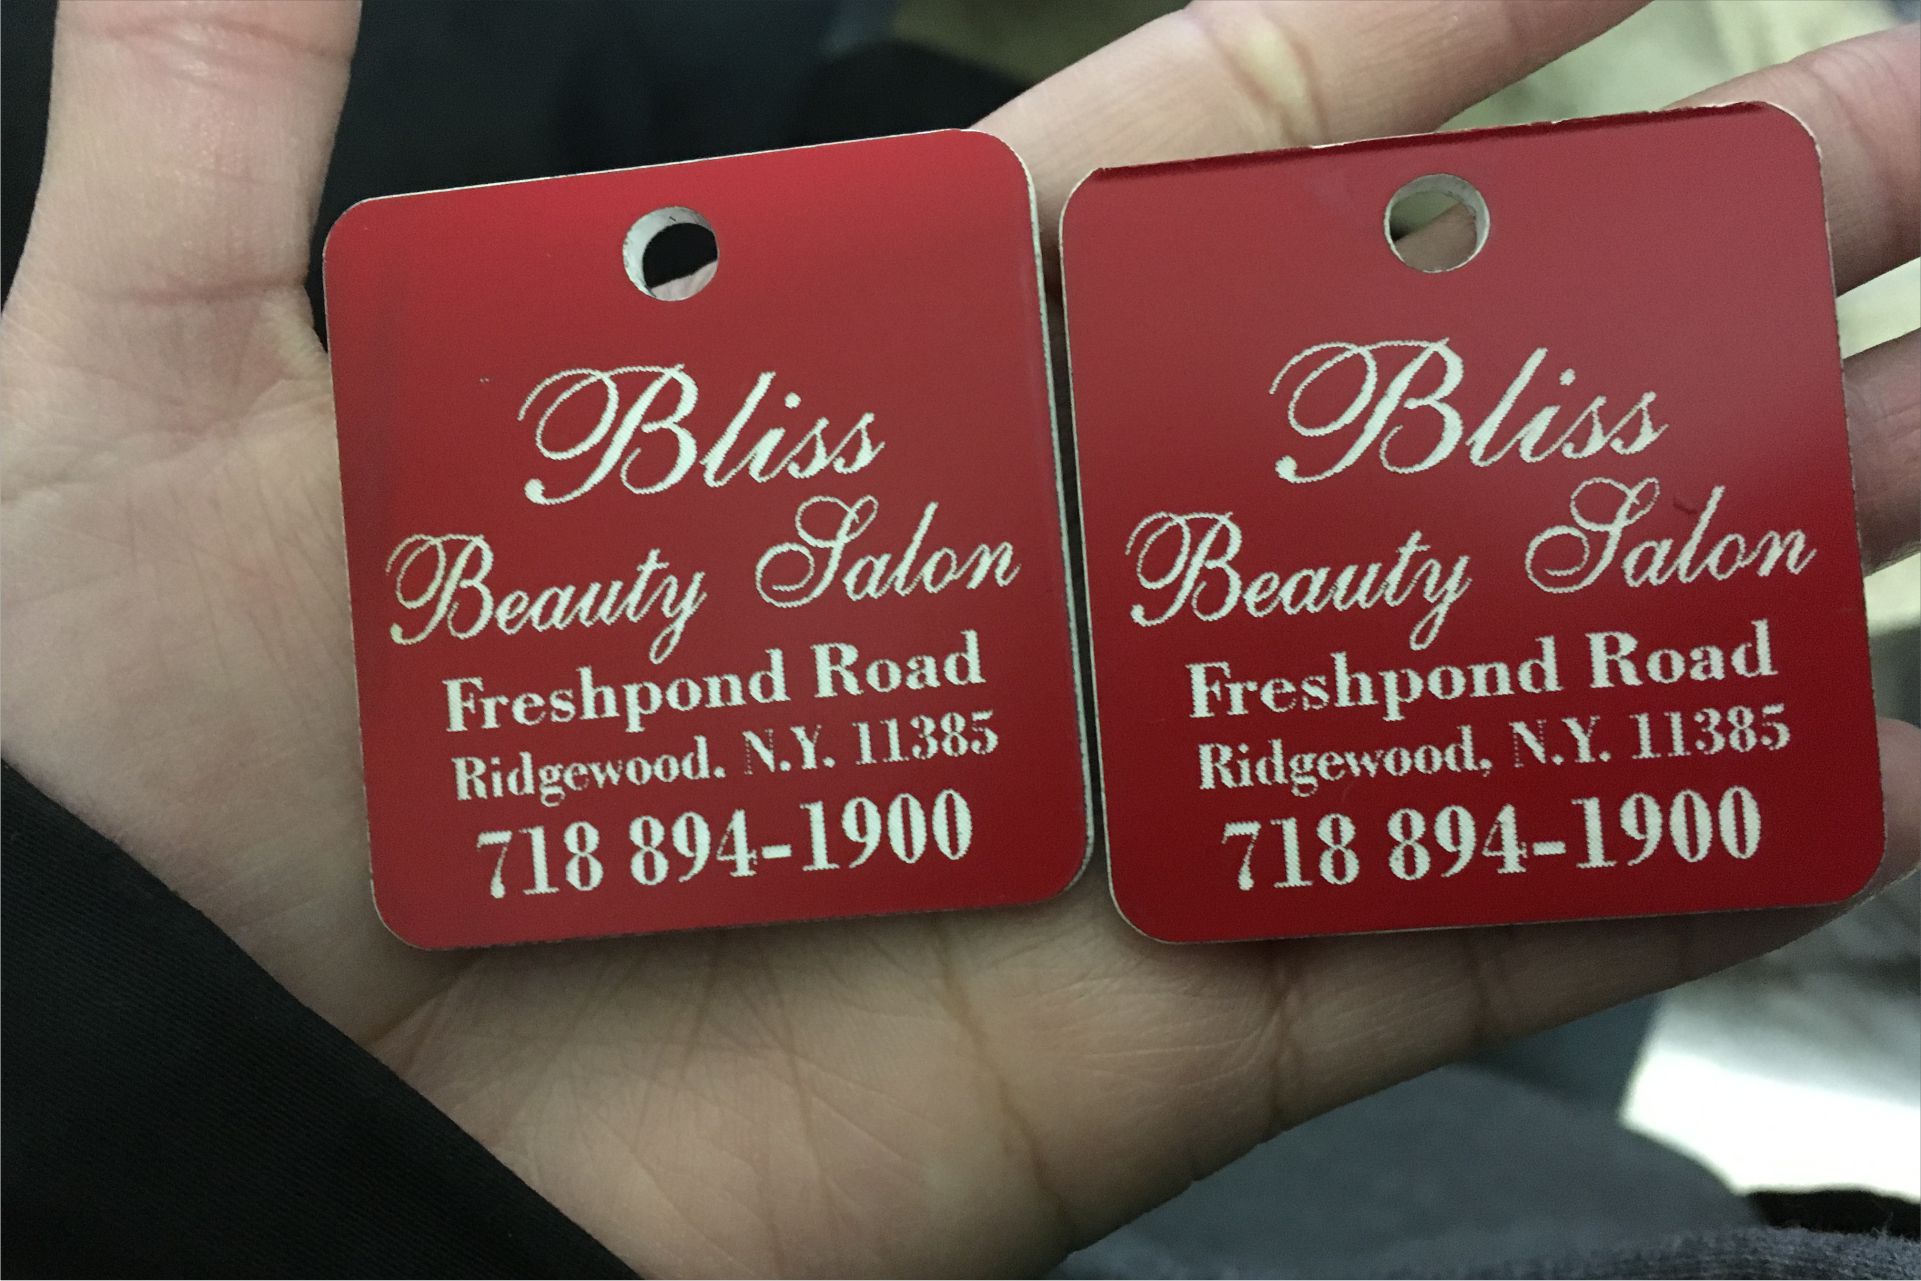 Bliss
Beauty Salon
Freshpond Road
Ridgewood. N.Y. 11385
718 894-1900
Bliss
Beauty Salon
Freshpond Road
Ridgewood, N.Y. 11385
718 894-1900